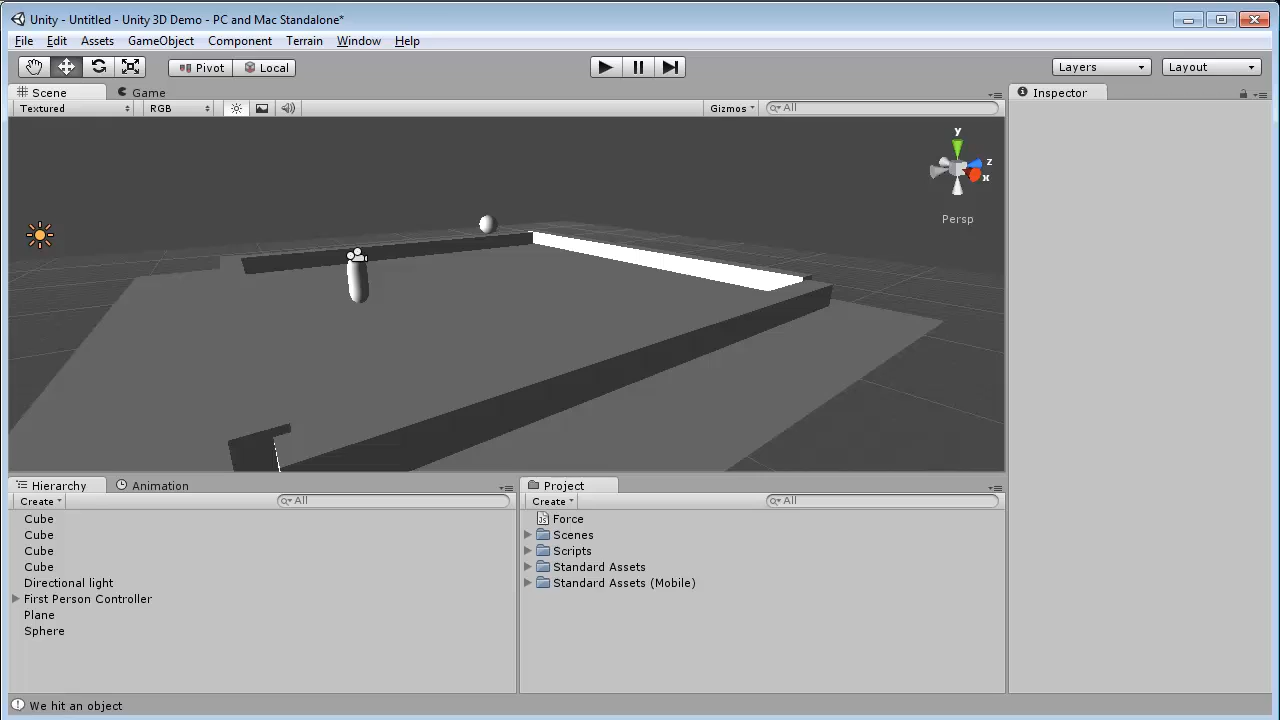 Unity - Untitled - Unity 3D Demo - PC and Mac Standalone*
File Edit Assets GameObject Component Terrain Window Help
Pivot Local Layers Layout
Scene Game Inspector
Textured RGB Gizmos All
y
z
x
Persp
Hierarchy Animation Project
Create All Create All
Cube Force
Cube Scenes
Cube Scripts
Cube Standard Assets
Directional light Standard Assets (Mobile)
First Person Controller
Plane
Sphere
We hit an object